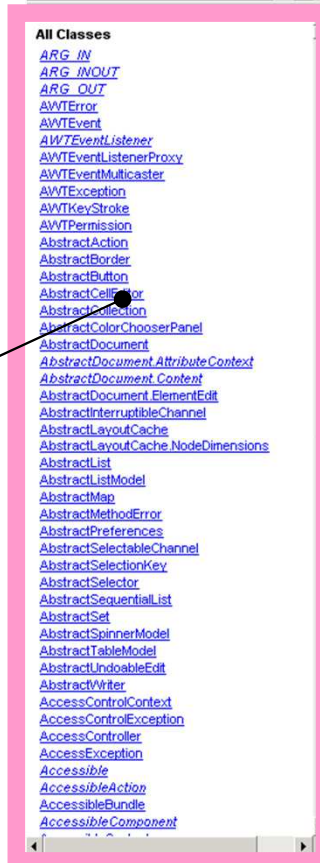 All Classes
ARG_IN
ARG_INOUT
ARG_OUT
AWTError
AWTEvent
AWTEventListener
AWTEventListenerProxy
AWTEventMulticaster
AWTException
AWTKeyStroke
AWTPermission
AbstractAction
AbstractBorder
AbstractButton
AbstractCellEditor
AbstractCollection
AbstractColorChooserPanel
AbstractDocument
AbstractDocument.AttributeContext
AbstractDocument.Content
AbstractDocument.ElementEdit
AbstractInterruptibleChannel
AbstractLayoutCache
AbstractLayoutCache.NodeDimensions
AbstractList
AbstractListModel
AbstractMap
AbstractMethodError
AbstractPreferences
AbstractSelectableChannel
AbstractSelectionKey
AbstractSelector
AbstractSequentialList
AbstractSet
AbstractSpinnerModel
AbstractTableModel
AbstractUndoableEdit
AbstractWriter
AccessControlContext
AccessControlException
AccessController
AccessException
Accessible
AccessibleAction
AccessibleBundle
AccessibleComponent